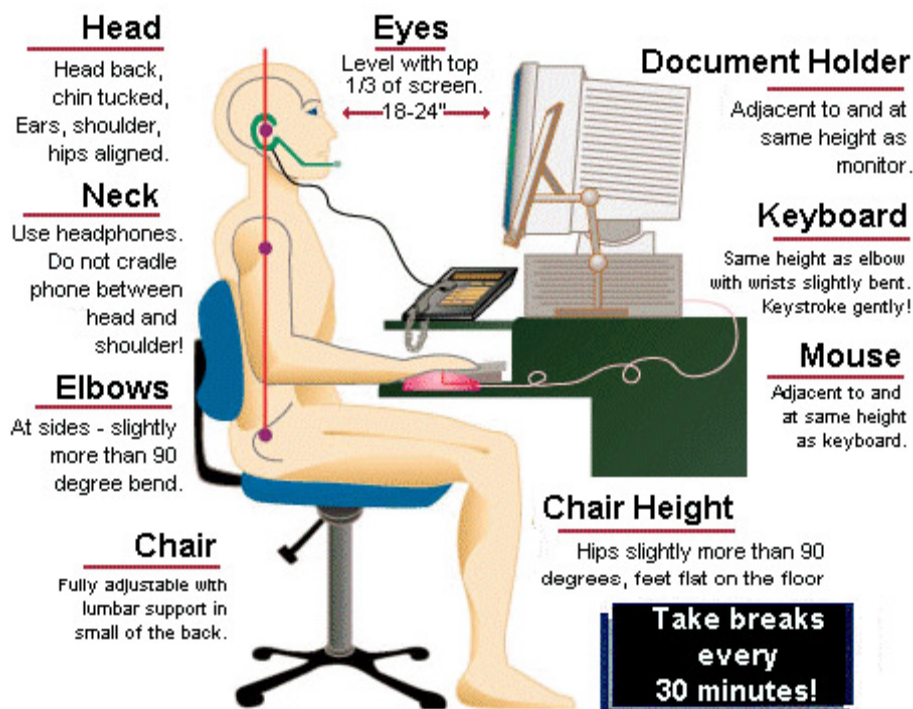 Head
Head back,
chin tucked,
Ears, shoulder,
hips aligned.
Eyes
Level with top
1/3 of screen.
18-24"
Document Holder
Adjacent to and at
same height as
monitor.
Neck
Use headphones.
Do not cradle
phone between
head and
shoulder!
Keyboard
Same height as elbow
with wrists slightly bent.
Keystroke gently!
Elbows
At sides - slightly
more than 90
degree bend.
Mouse
Adjacent to and
at same height
as keyboard.
Chair
Fully adjustable with
lumbar support in
small of the back.
Chair Height
Hips slightly more than 90
degrees, feet flat on the floor
Take breaks
every
30 minutes!